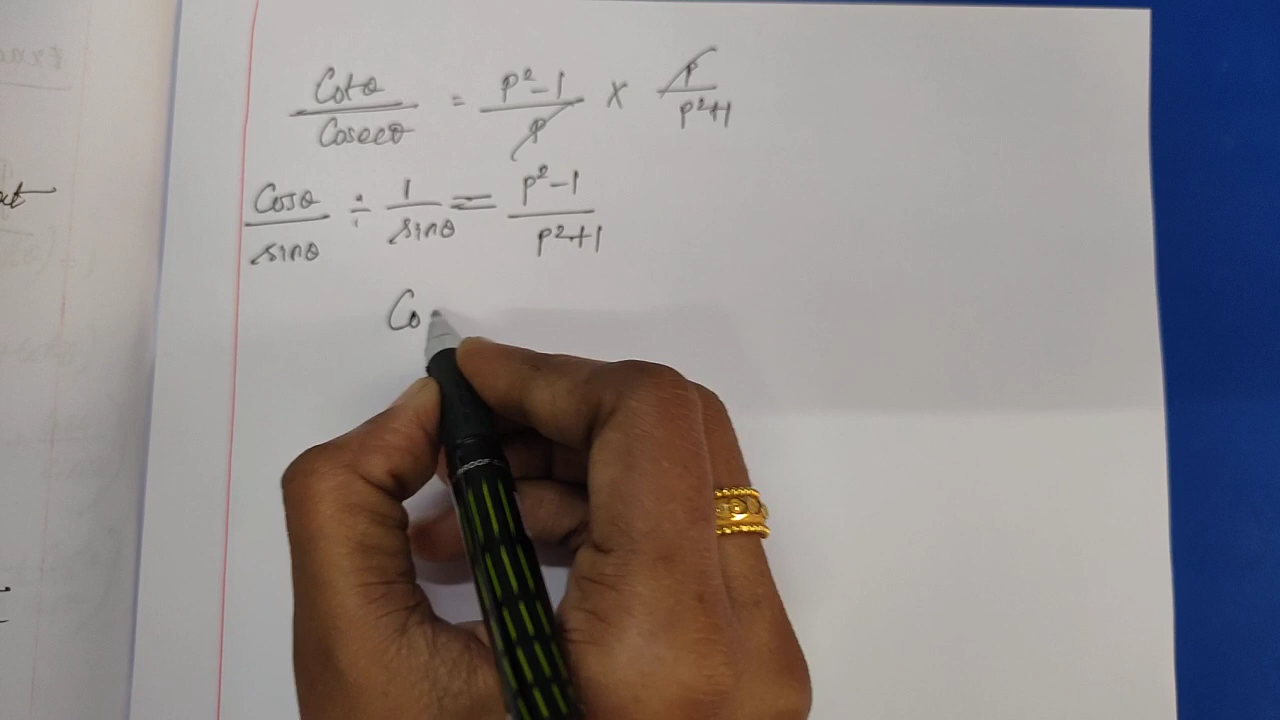 Cotθ / Cosecθ = P²-1 / P × P / P²+1
Cosθ / sinθ ÷ 1 / sinθ = P²-1 / P²+1
Co